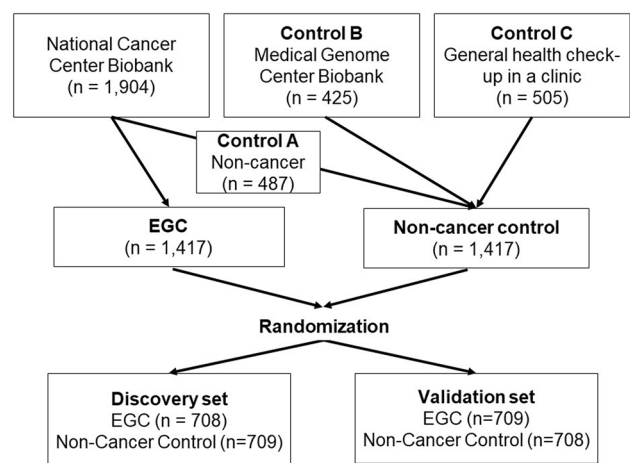 National Cancer
Center Biobank
(n = 1,904)
Control B
Medical Genome
Center Biobank
(n = 425)
Control C
General health check-
up in a clinic
(n = 505)
Control A
Non-cancer
(n = 487)
EGC
(n = 1,417)
Non-cancer control
(n = 1,417)
Randomization
Discovery set
EGC (n = 708)
Non-Cancer Control (n=709)
Validation set
EGC (n=709)
Non-Cancer Control (n=708)